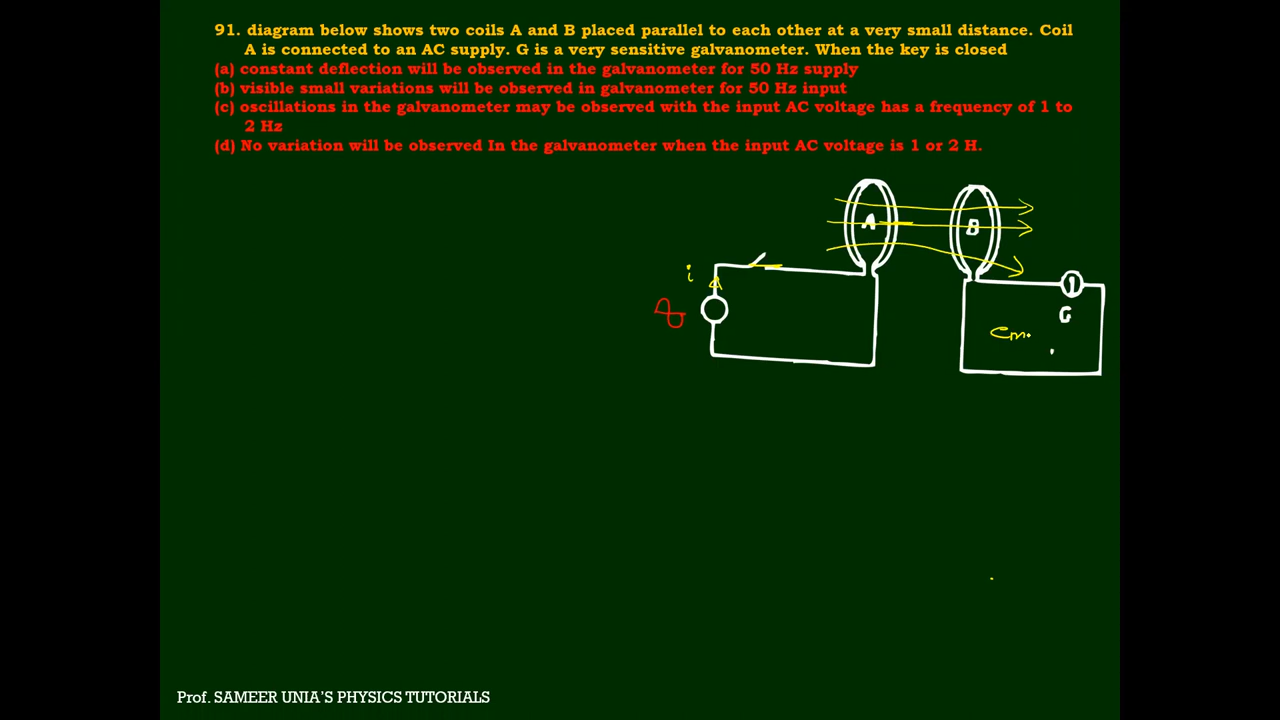 91. diagram below shows two coils A and B placed parallel to each other at a very small distance. Coil
A is connected to an AC supply. G is a very sensitive galvanometer. When the key is closed
(a) constant deflection will be observed in the galvanometer for 50 Hz supply
(b) visible small variations will be observed in galvanometer for 50 Hz input
(c) oscillations in the galvanometer may be observed with the input AC voltage has a frequency of 1 to
2 Hz
(d) No variation will be observed In the galvanometer when the input AC voltage is 1 or 2 H.
A
B
i
G
em.
Prof. SAMEER UNIA'S PHYSICS TUTORIALS